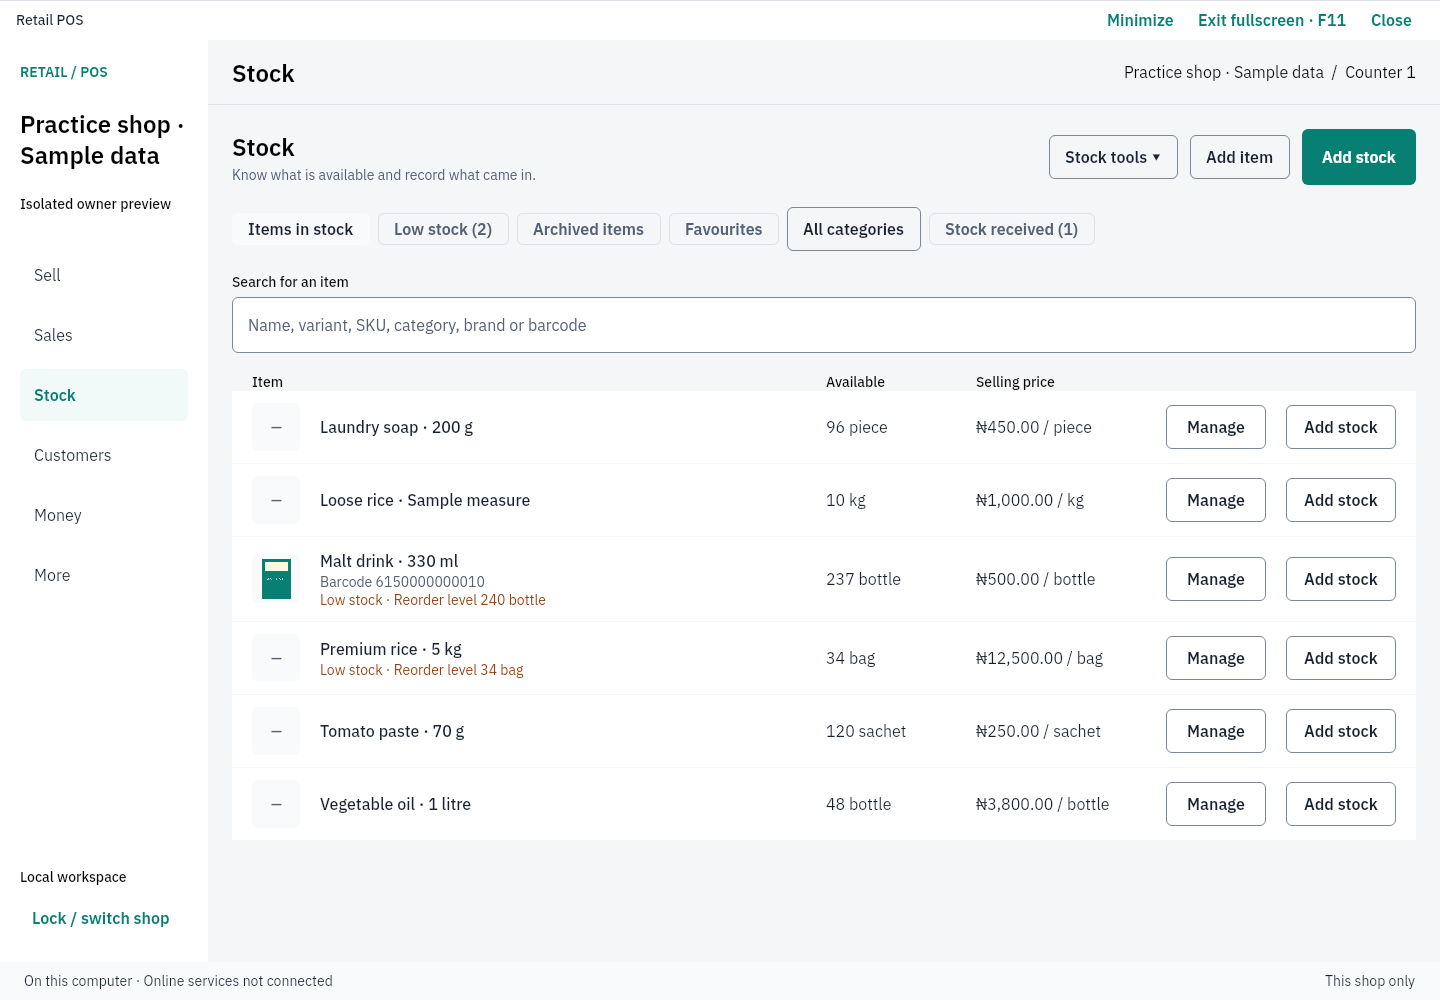 Retail POS
Minimize
Exit fullscreen · F11
Close
RETAIL / POS
Practice shop ·
Sample data
Isolated owner preview
Sell
Sales
Stock
Customers
Money
More
Local workspace
Lock / switch shop
Stock
Practice shop · Sample data / Counter 1
Stock
Know what is available and record what came in.
Stock tools ▾
Add item
Add stock
Items in stock
Low stock (2)
Archived items
Favourites
All categories
Stock received (1)
Search for an item
Name, variant, SKU, category, brand or barcode
Item Available Selling price
– Laundry soap · 200 g 96 piece ₦450.00 / piece Manage Add stock
– Loose rice · Sample measure 10 kg ₦1,000.00 / kg Manage Add stock
Malt drink · 330 ml
Barcode 6150000000010
Low stock · Reorder level 240 bottle
237 bottle ₦500.00 / bottle Manage Add stock
– Premium rice · 5 kg
Low stock · Reorder level 34 bag
34 bag ₦12,500.00 / bag Manage Add stock
– Tomato paste · 70 g 120 sachet ₦250.00 / sachet Manage Add stock
– Vegetable oil · 1 litre 48 bottle ₦3,800.00 / bottle Manage Add stock
On this computer · Online services not connected
This shop only